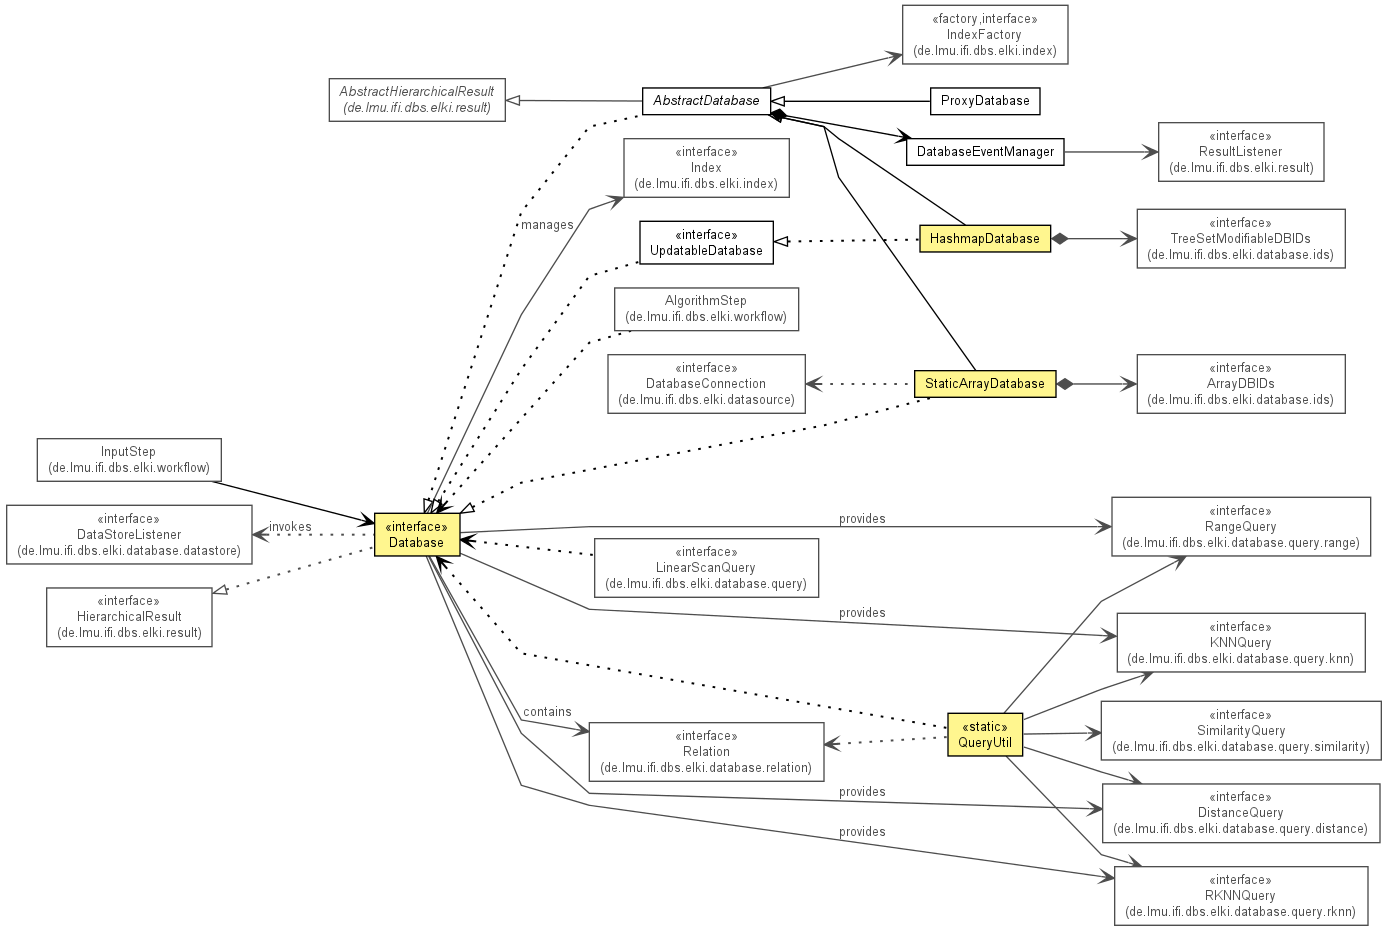 «factory,interface»
IndexFactory
(de.lmu.ifi.dbs.elki.index)
AbstractHierarchicalResult
(de.lmu.ifi.dbs.elki.result)
AbstractDatabase
ProxyDatabase
DatabaseEventManager
«interface»
ResultListener
(de.lmu.ifi.dbs.elki.result)
«interface»
Index
(de.lmu.ifi.dbs.elki.index)
manages
«interface»
UpdatableDatabase
HashmapDatabase
«interface»
TreeSetModifiableDBIDs
(de.lmu.ifi.dbs.elki.database.ids)
AlgorithmStep
(de.lmu.ifi.dbs.elki.workflow)
«interface»
DatabaseConnection
(de.lmu.ifi.dbs.elki.datasource)
StaticArrayDatabase
«interface»
ArrayDBIDs
(de.lmu.ifi.dbs.elki.database.ids)
InputStep
(de.lmu.ifi.dbs.elki.workflow)
«interface»
DataStoreListener
(de.lmu.ifi.dbs.elki.database.datastore)
invokes
«interface»
Database
«interface»
HierarchicalResult
(de.lmu.ifi.dbs.elki.result)
provides
«interface»
RangeQuery
(de.lmu.ifi.dbs.elki.database.query.range)
«interface»
LinearScanQuery
(de.lmu.ifi.dbs.elki.database.query)
provides
«interface»
KNNQuery
(de.lmu.ifi.dbs.elki.database.query.knn)
contains
«interface»
Relation
(de.lmu.ifi.dbs.elki.database.relation)
«static»
QueryUtil
«interface»
SimilarityQuery
(de.lmu.ifi.dbs.elki.database.query.similarity)
provides
«interface»
DistanceQuery
(de.lmu.ifi.dbs.elki.database.query.distance)
provides
«interface»
RKNNQuery
(de.lmu.ifi.dbs.elki.database.query.rknn)